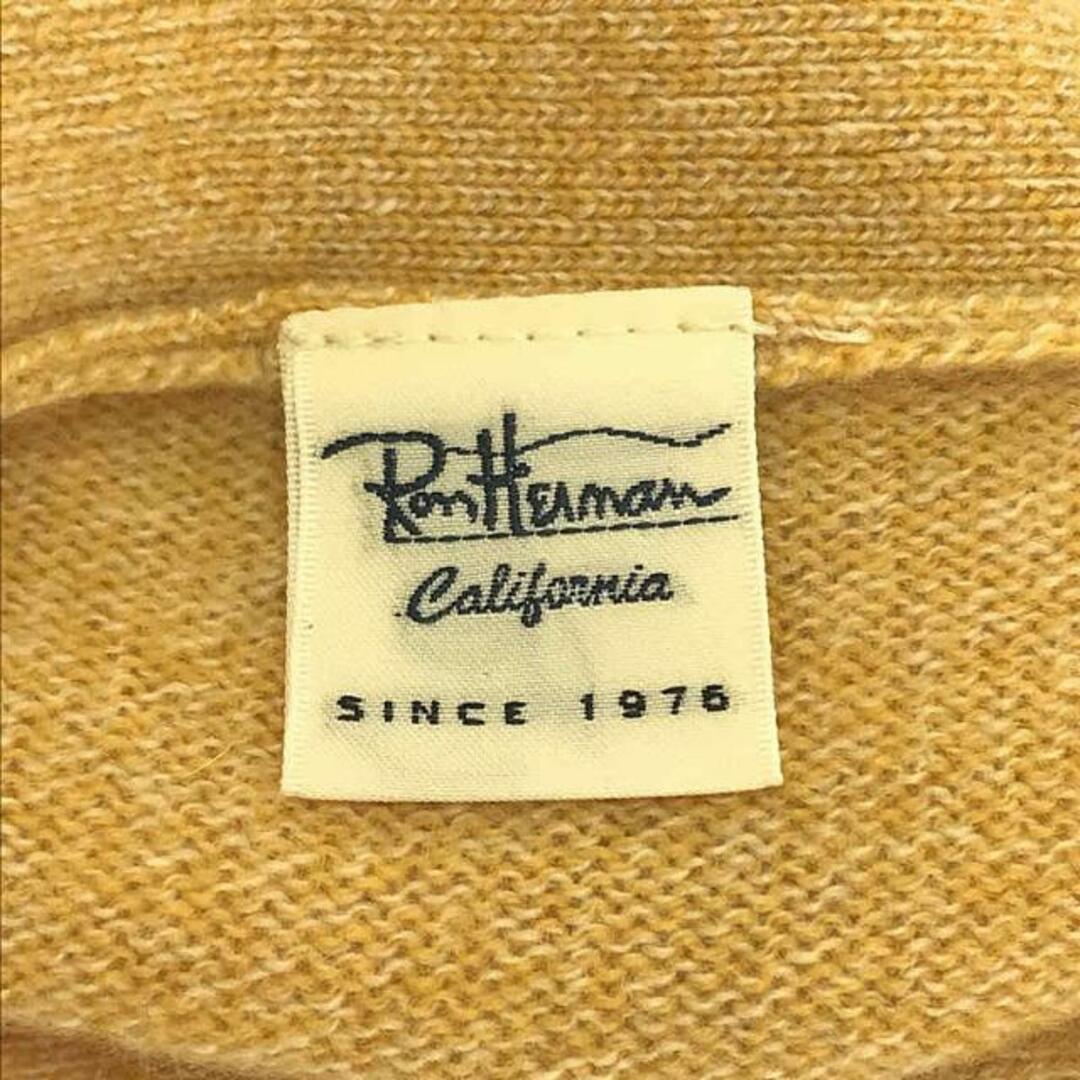 Ron Herman
California
SINCE 1976